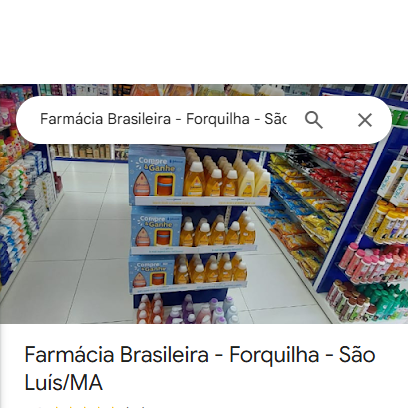 Farmácia Brasileira - Forquilha - São
Compre
Ganhe
Compre
Ganhe
Compre
Ganhe
Farmácia Brasileira - Forquilha - São
Luís/MA